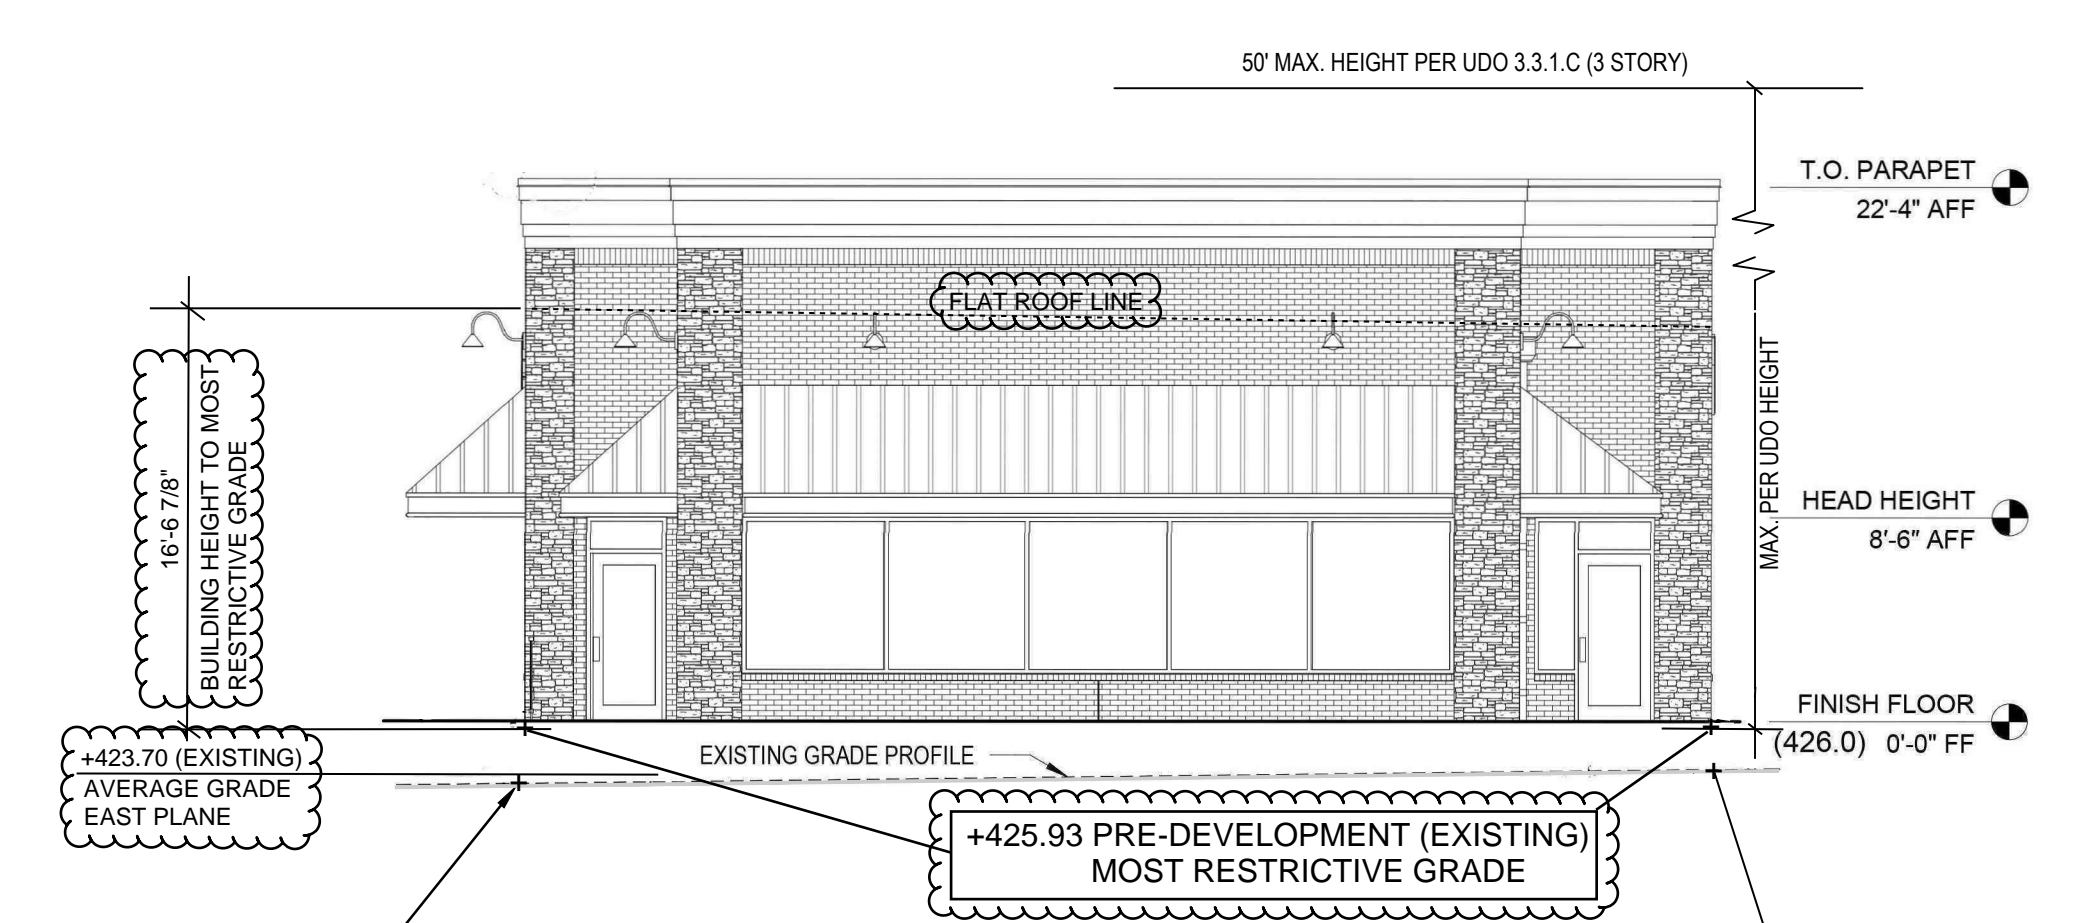 50' MAX. HEIGHT PER UDO 3.3.1.C (3 STORY)
T.O. PARAPET
22'-4" AFF
FLAT ROOF LINE
16'-6 7/8"
BUILDING HEIGHT TO MOST
RESTRICTIVE GRADE
MAX. PER UDO HEIGHT
HEAD HEIGHT
8'-6" AFF
FINISH FLOOR
(426.0) 0'-0" FF
+423.70 (EXISTING)
AVERAGE GRADE
EAST PLANE
EXISTING GRADE PROFILE
+425.93 PRE-DEVELOPMENT (EXISTING)
MOST RESTRICTIVE GRADE